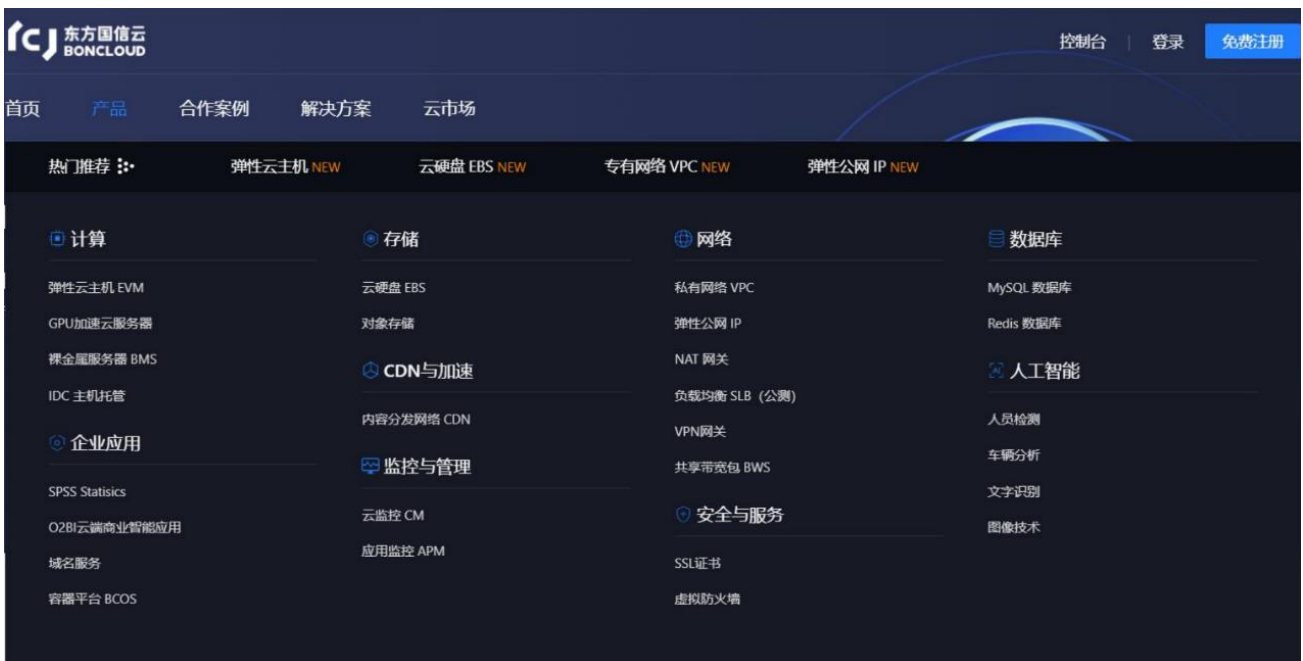 东方国信云
BONCLOUD
控制台 | 登录 免费注册
首页 产品 合作案例 解决方案 云市场
热门推荐 弹性云主机 NEW 云硬盘 EBS NEW 专有网络 VPC NEW 弹性公网 IP NEW
计算
弹性云主机 EVM
GPU加速云服务器
裸金属服务器 BMS
IDC 主机托管
企业应用
SPSS Statisics
O2BI云端商业智能应用
域名服务
容器平台 BCOS
存储
云硬盘 EBS
对象存储
CDN与加速
内容分发网络 CDN
监控与管理
云监控 CM
应用监控 APM
网络
私有网络 VPC
弹性公网 IP
NAT 网关
负载均衡 SLB（公测）
VPN网关
共享带宽包 BWS
安全与服务
SSL证书
虚拟防火墙
数据库
MySQL 数据库
Redis 数据库
人工智能
人员检测
车辆分析
文字识别
图像技术